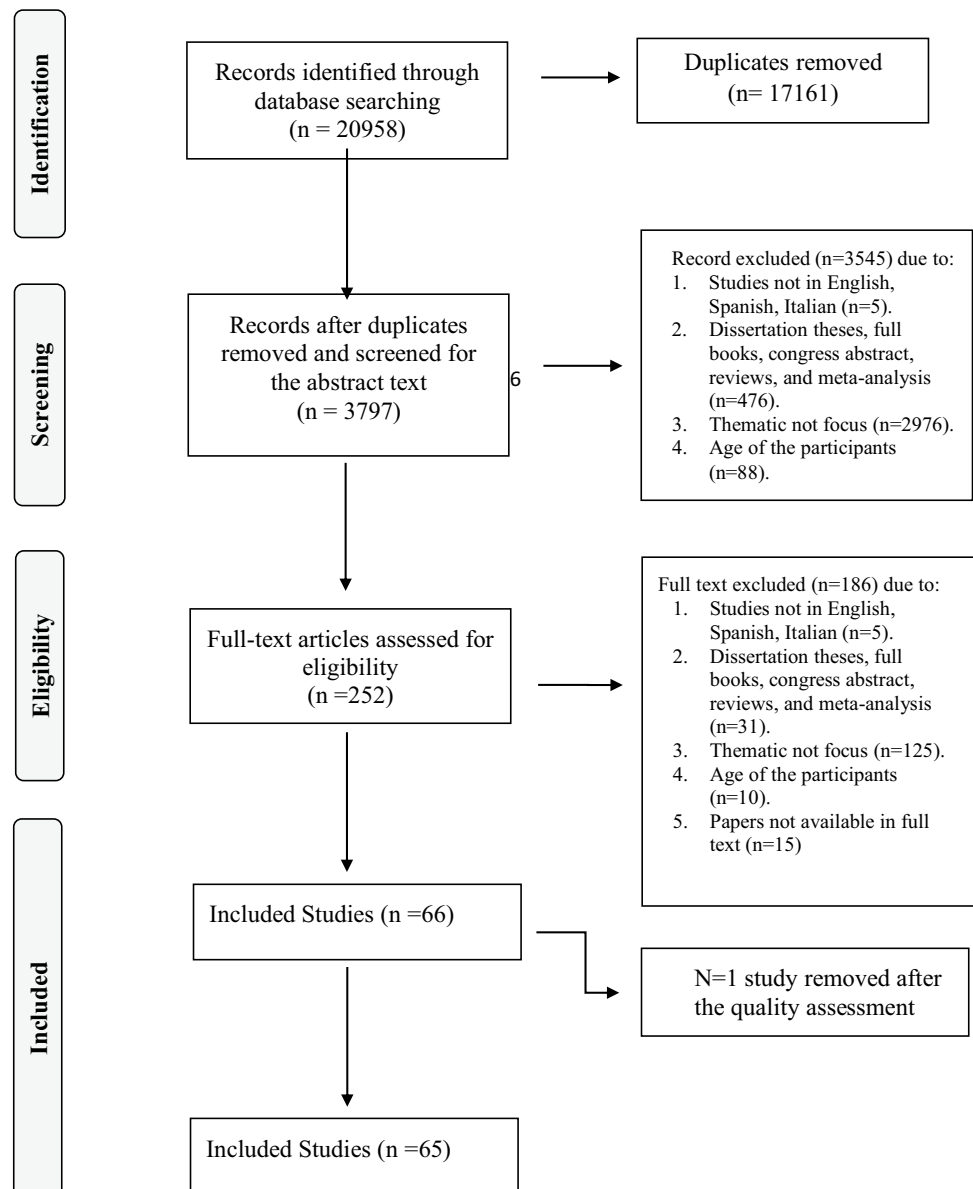 Identification
Records identified through
database searching
(n = 20958)
Duplicates removed
(n= 17161)
Screening
Records after duplicates
removed and screened for
the abstract text
(n = 3797)
6
Record excluded (n=3545) due to:
1. Studies not in English,
Spanish, Italian (n=5).
2. Dissertation theses, full
books, congress abstract,
reviews, and meta-analysis
(n=476).
3. Thematic not focus (n=2976).
4. Age of the participants
(n=88).
Eligibility
Full-text articles assessed for
eligibility
(n =252)
Full text excluded (n=186) due to:
1. Studies not in English,
Spanish, Italian (n=5).
2. Dissertation theses, full
books, congress abstract,
reviews, and meta-analysis
(n=31).
3. Thematic not focus (n=125).
4. Age of the participants
(n=10).
5. Papers not available in full
text (n=15)
Included
Included Studies (n =66)
N=1 study removed after
the quality assessment
Included Studies (n =65)